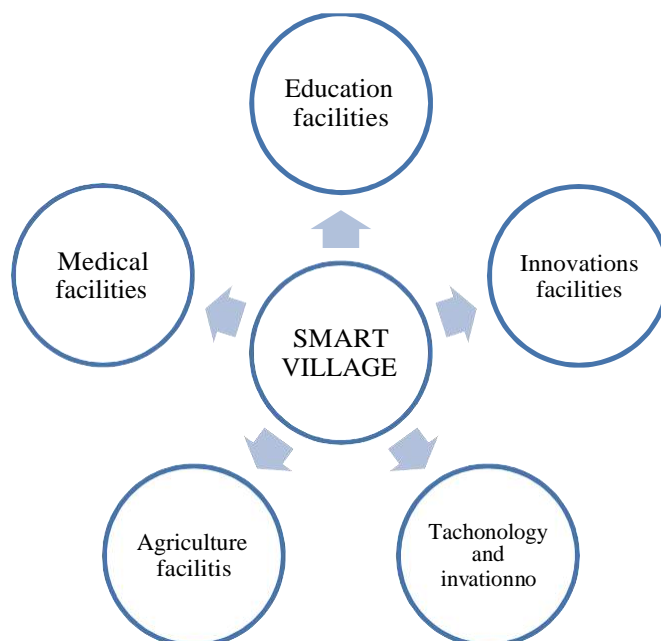 Education
facilities
Medical
facilities
Innovations
facilities
SMART
VILLAGE
Agriculture
facilitis
Tachonology
and
invationno